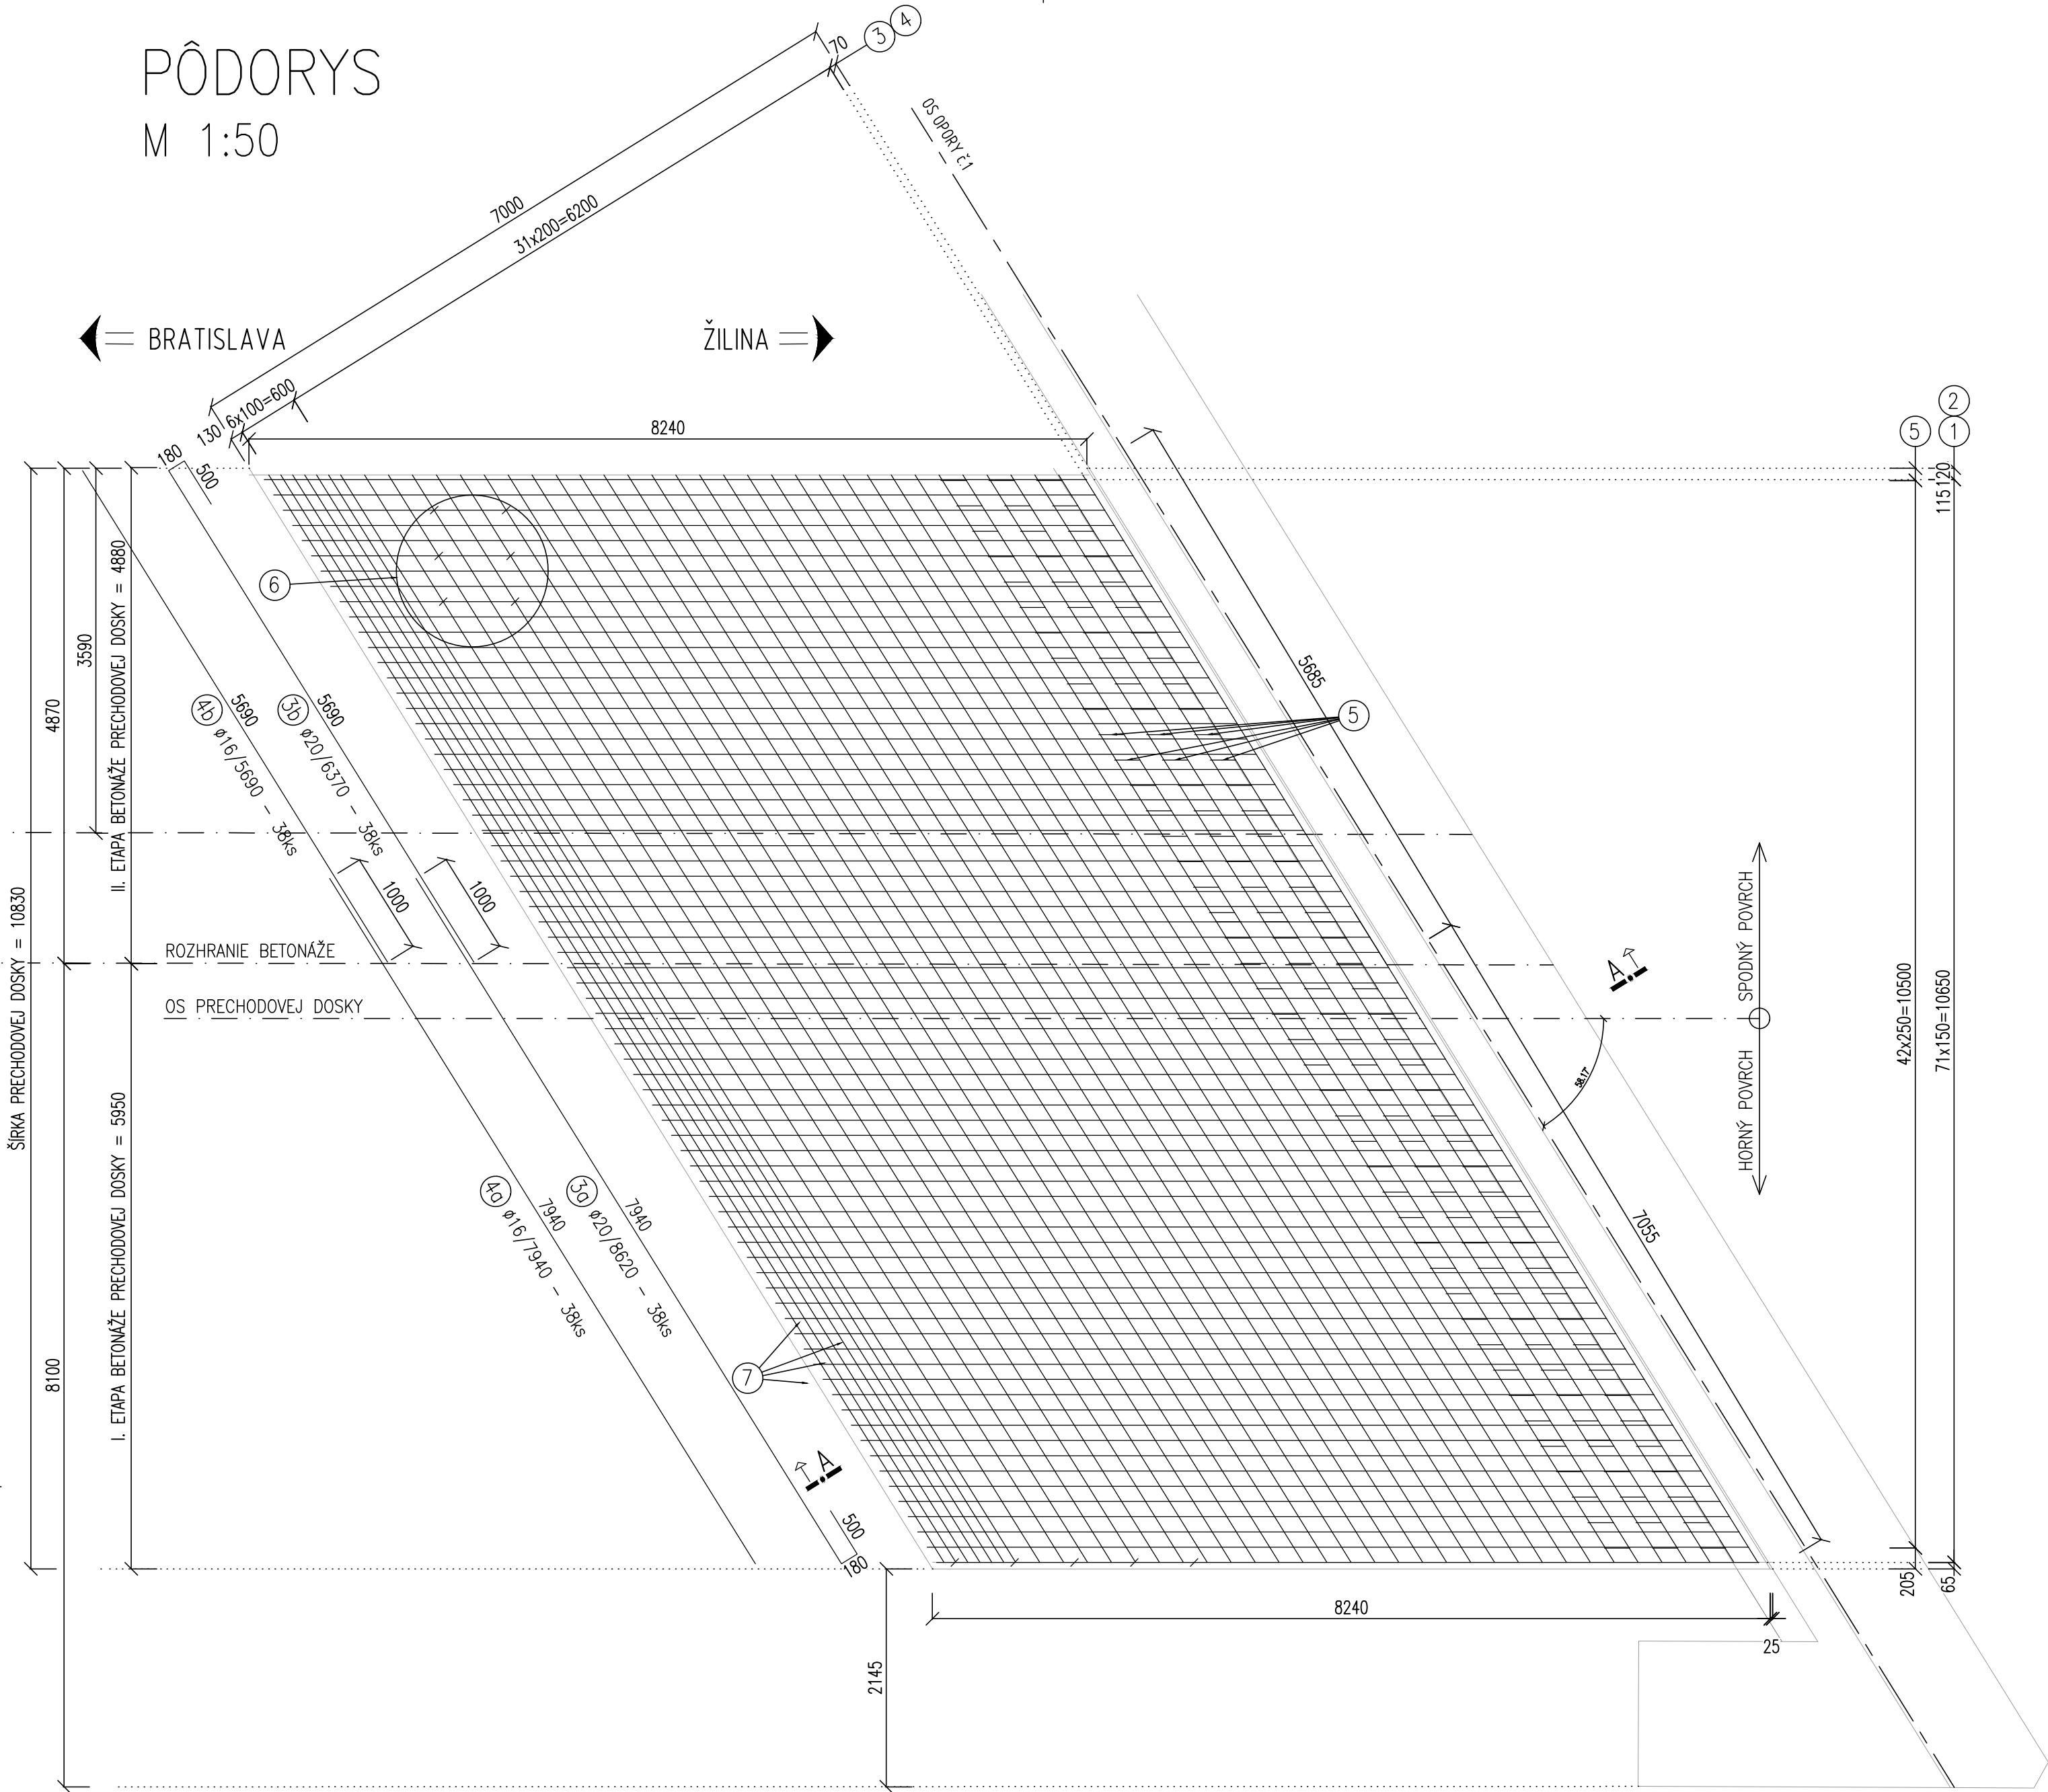 PÔDORYS
M 1:50
3
4
70
7000
31x200=6200
OS OPORY č.1
BRATISLAVA
ŽILINA
6x100=600
130
180
500
8240
2
5
1
115
120
6
5685
5
ŠÍRKA PRECHODOVEJ DOSKY = 10830
4870
8100
3590
II. ETAPA BETONÁŽE PRECHODOVEJ DOSKY = 4880
I. ETAPA BETONÁŽE PRECHODOVEJ DOSKY = 5950
4b ø16/5690 - 38ks
5690
3b ø20/6370 - 38ks
5690
1000
1000
ROZHRANIE BETONÁŽE
OS PRECHODOVEJ DOSKY
A
SPODNÝ POVRCH
HORNÝ POVRCH
58.17
42x250=10500
71x150=10650
4a ø16/7940 - 38ks
7940
3a ø20/8620 - 38ks
7940
7055
7
A
500
180
205
65
8240
25
2145